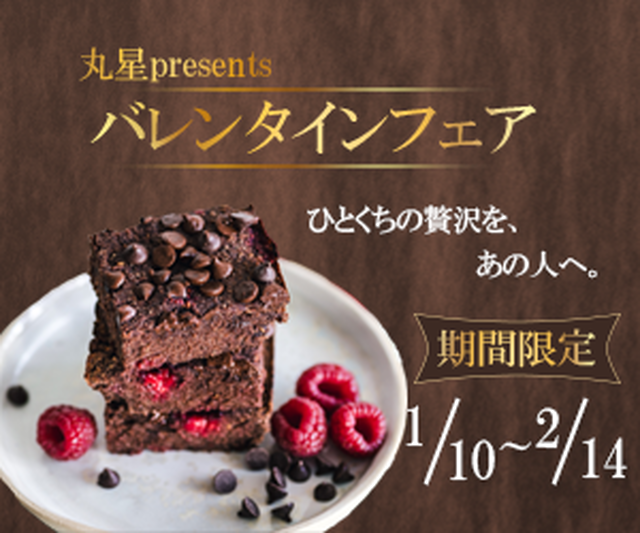 丸星presents
バレンタインフェア
ひとくちの贅沢を、
あの人へ。
期間限定
1/10~2/14